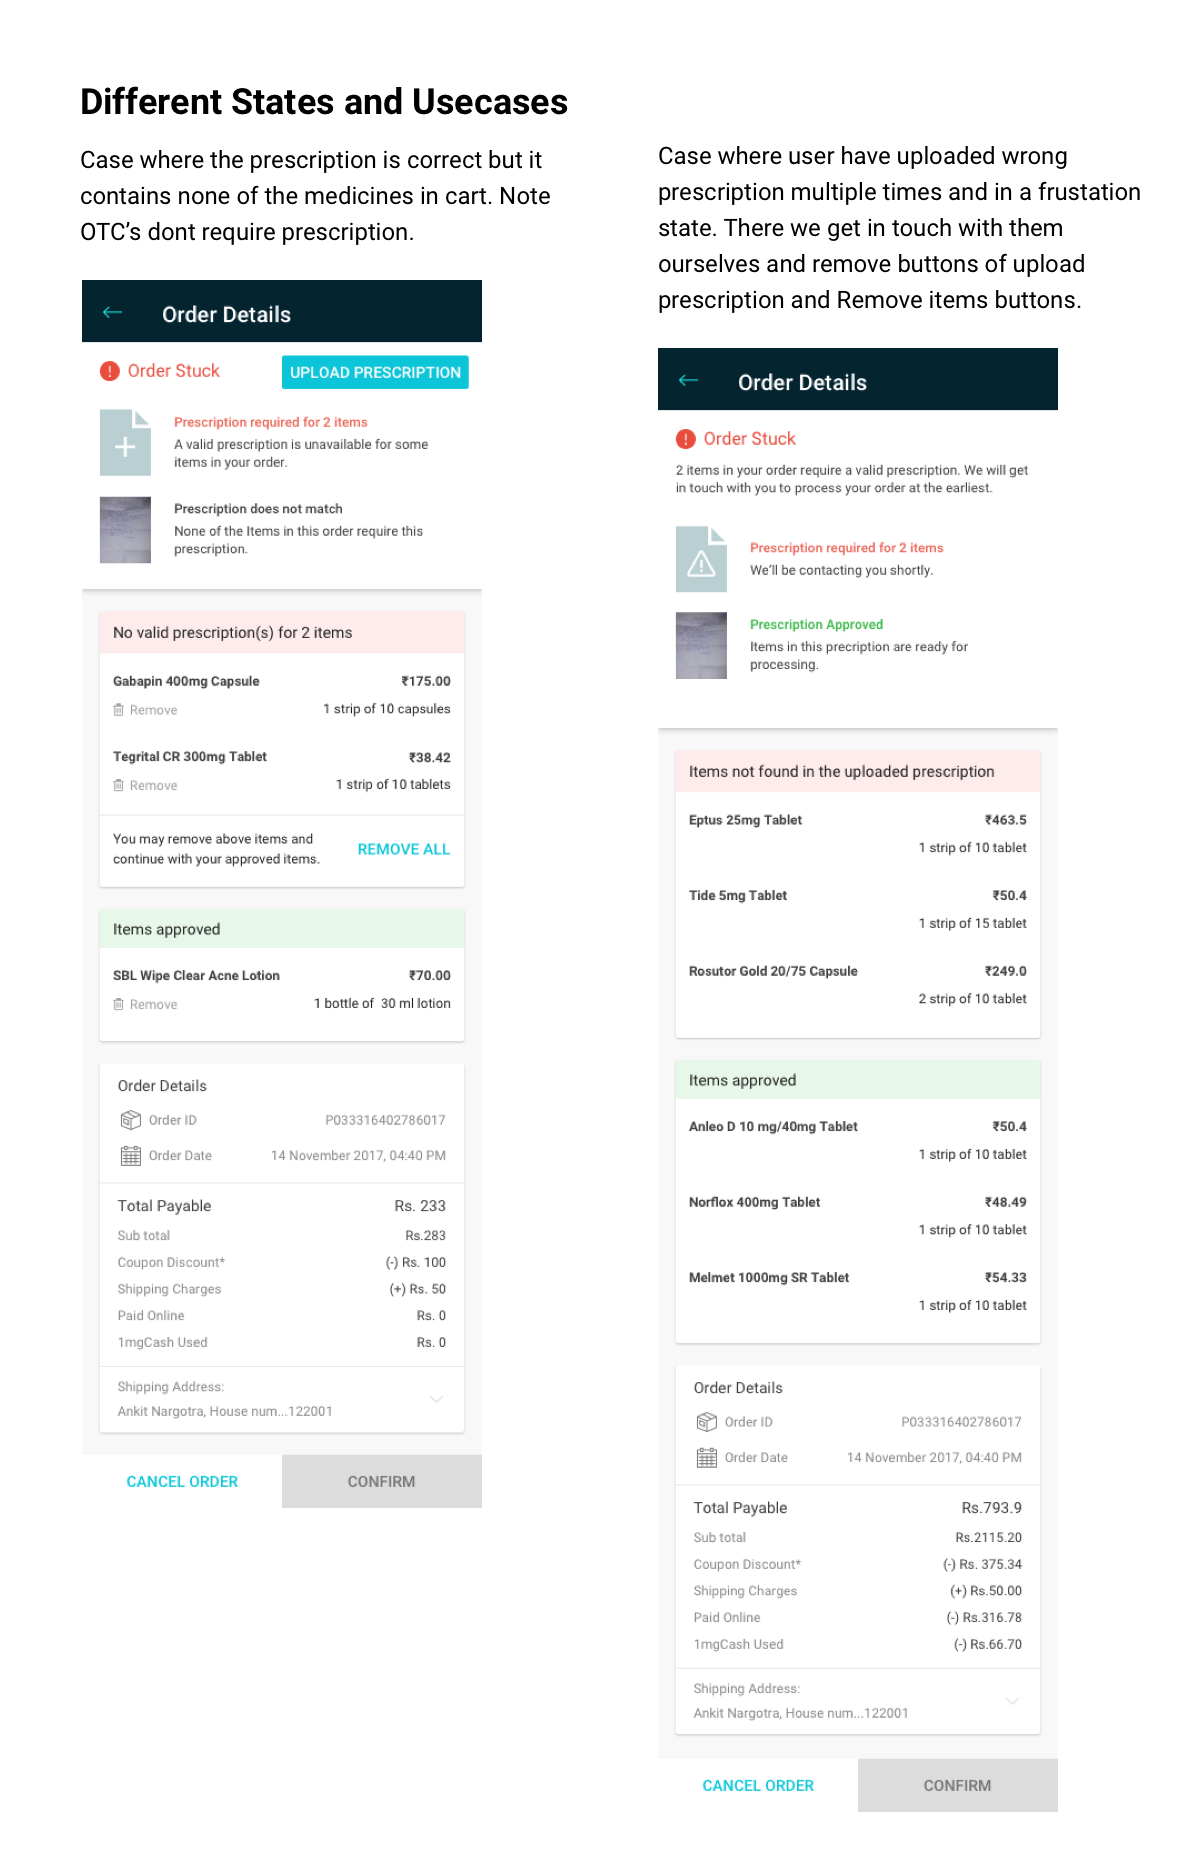 Different States and Usecases
Case where the prescription is correct but it
contains none of the medicines in cart. Note
OTC's dont require prescription.
Order Details
Order Stuck
UPLOAD PRESCRIPTION
Prescription required for 2 items
A valid prescription is unavailable for some
items in your order.
Prescription does not match
None of the Items in this order require this
prescription.
No valid prescription(s) for 2 items
Gabapin 400mg Capsule ₹175.00
Remove 1 strip of 10 capsules
Tegrital CR 300mg Tablet ₹38.42
Remove 1 strip of 10 tablets
You may remove above items and
continue with your approved items.
REMOVE ALL
Items approved
SBL Wipe Clear Acne Lotion ₹70.00
Remove 1 bottle of 30 ml lotion
Order Details
Order ID P033316402786017
Order Date 14 November 2017, 04:40 PM
Total Payable Rs. 233
Sub total Rs.283
Coupon Discount* (-) Rs. 100
Shipping Charges (+) Rs. 50
Paid Online Rs. 0
1mgCash Used Rs. 0
Shipping Address:
Ankit Nargotra, House num...122001
CANCEL ORDER CONFIRM
Case where user have uploaded wrong
prescription multiple times and in a frustation
state. There we get in touch with them
ourselves and remove buttons of upload
prescription and Remove items buttons.
Order Details
Order Stuck
2 items in your order require a valid prescription. We will get
in touch with you to process your order at the earliest.
Prescription required for 2 items
We'll be contacting you shortly.
Prescription Approved
Items in this precription are ready for
processing.
Items not found in the uploaded prescription
Eptus 25mg Tablet ₹463.5
1 strip of 10 tablet
Tide 5mg Tablet ₹50.4
1 strip of 15 tablet
Rosutor Gold 20/75 Capsule ₹249.0
2 strip of 10 tablet
Items approved
Anleo D 10 mg/40mg Tablet ₹50.4
1 strip of 10 tablet
Norflox 400mg Tablet ₹48.49
1 strip of 10 tablet
Melmet 1000mg SR Tablet ₹54.33
1 strip of 10 tablet
Order Details
Order ID P033316402786017
Order Date 14 November 2017, 04:40 PM
Total Payable Rs.793.9
Sub total Rs.2115.20
Coupon Discount* (-) Rs. 375.34
Shipping Charges (+) Rs.50.00
Paid Online (-) Rs.316.78
1mgCash Used (-) Rs.66.70
Shipping Address:
Ankit Nargotra, House num...122001
CANCEL ORDER CONFIRM